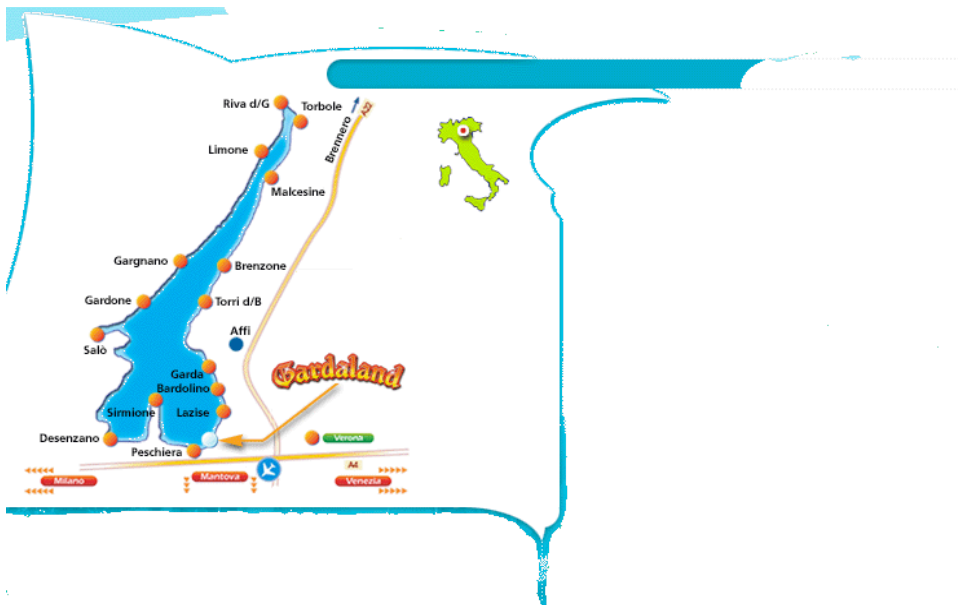 Riva d/G
Torbole
A22
Brennero
Limone
Malcesine
Gargnano
Brenzone
Gardone
Torri d/B
Affi
Salò
Garda
Gardaland
Bardolino
Sirmione
Lazise
Desenzano
Verona
Peschiera
A4
Milano
Mantova
Venezia